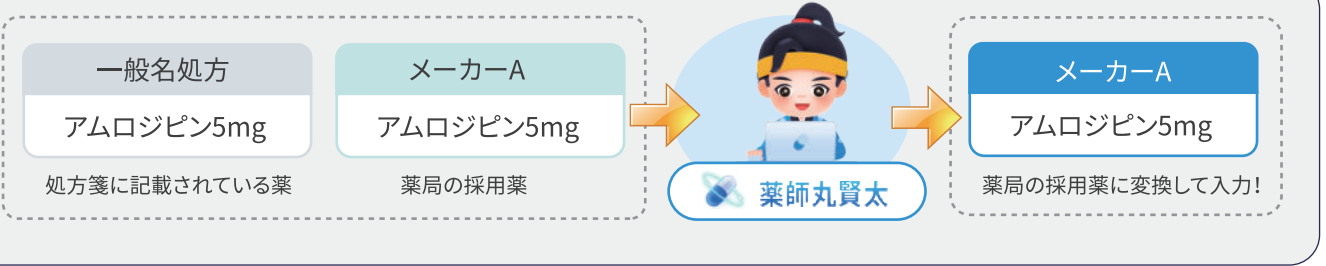 一般名処方
アムロジピン5mg
処方箋に記載されている薬
メーカーA
アムロジピン5mg
薬局の採用薬
薬師丸賢太
メーカーA
アムロジピン5mg
薬局の採用薬に変換して入力!